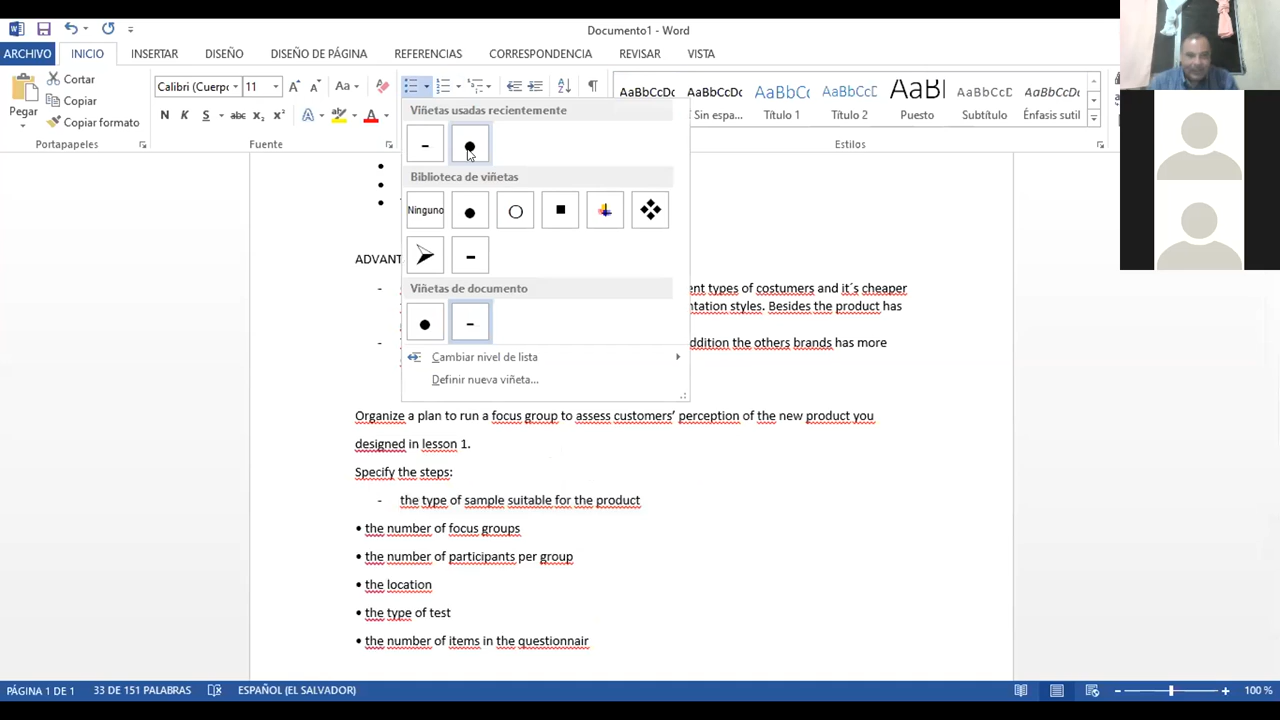 Documento1 - Word
ARCHIVO INICIO INSERTAR DISEÑO DISEÑO DE PÁGINA REFERENCIAS CORRESPONDENCIA REVISAR VISTA
Pegar
Cortar
Copiar
Copiar formato
Calibri (Cuerpo 11 Aa
N K S abc x₂ x² A A
AaBbCcDc AaBbCcDc AaBbCc AaBbCcD AaBl AaBbCcD AaBbCcDc
Sin espa... Título 1 Título 2 Puesto Subtítulo Énfasis sutil
Portapapeles Fuente Estilos
Viñetas usadas recientemente
Biblioteca de viñetas
Ninguno
Viñetas de documento
Cambiar nivel de lista
Definir nueva viñeta...
ADVANT
nt types of costumers and it´s cheaper
ntation styles. Besides the product has
ddition the others brands has more
Organize a plan to run a focus group to assess customers’ perception of the new product you
designed in lesson 1.
Specify the steps:
- the type of sample suitable for the product
• the number of focus groups
• the number of participants per group
• the location
• the type of test
• the number of items in the questionnair
PÁGINA 1 DE 1 33 DE 151 PALABRAS ESPAÑOL (EL SALVADOR) 100 %